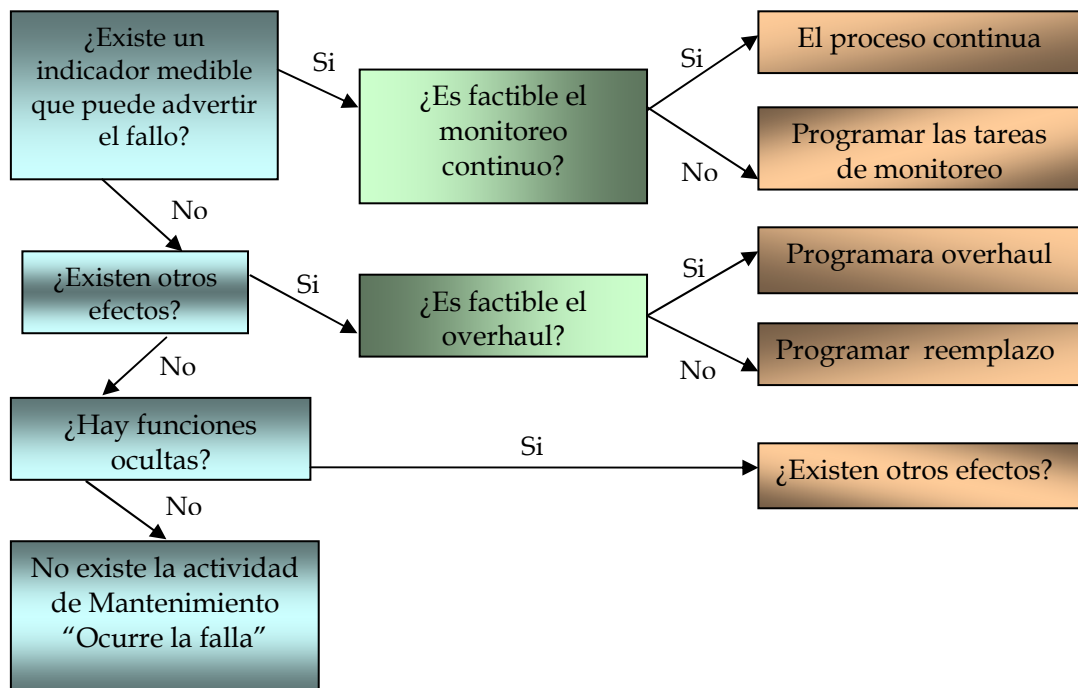 ¿Existe un
indicador medible
que puede advertir
el fallo?
Si
¿Es factible el
monitoreo
continuo?
Si
El proceso continua
No
Programar las tareas
de monitoreo
No
¿Existen otros
efectos?
Si
¿Es factible el
overhaul?
Si
Programara overhaul
No
Programar reemplazo
No
¿Hay funciones
ocultas?
Si
¿Existen otros efectos?
No
No existe la actividad
de Mantenimiento
“Ocurre la falla”